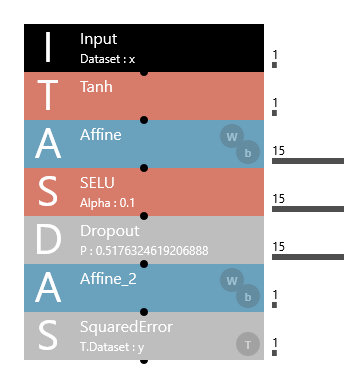 I Input
Dataset : x
1
T Tanh
1
A Affine
W
b
15
S SELU
Alpha : 0.1
15
D Dropout
P : 0.5176324619206888
15
A Affine_2
W
b
1
S SquaredError
T.Dataset : y
T
1